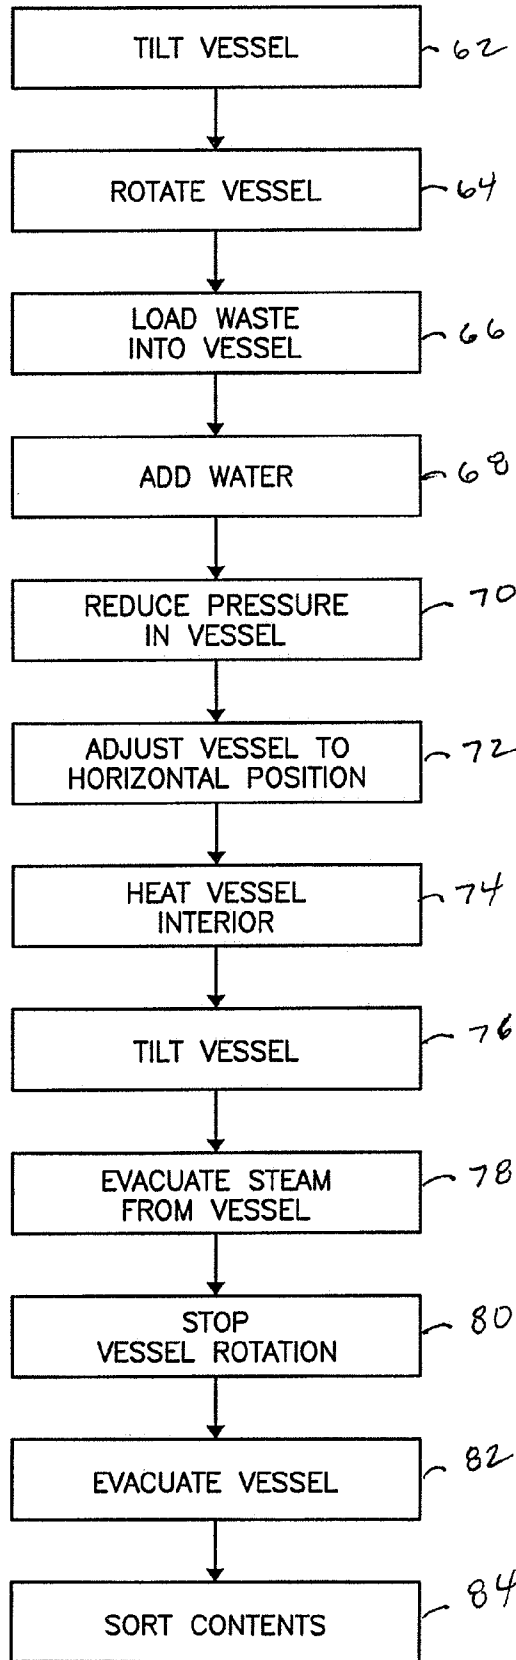 TILT VESSEL 62
ROTATE VESSEL 64
LOAD WASTE
INTO VESSEL 66
ADD WATER 68
REDUCE PRESSURE
IN VESSEL 70
ADJUST VESSEL TO
HORIZONTAL POSITION 72
HEAT VESSEL
INTERIOR 74
TILT VESSEL 76
EVACUATE STEAM
FROM VESSEL 78
STOP
VESSEL ROTATION 80
EVACUATE VESSEL 82
SORT CONTENTS 84